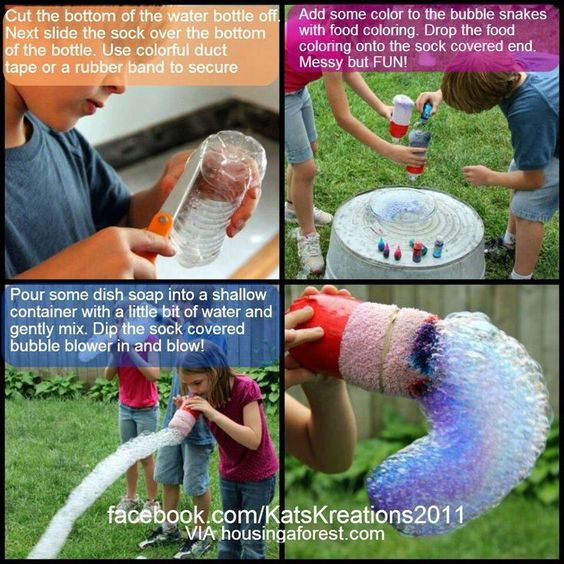 Cut the bottom of the water bottle off.
Next slide the sock over the bottom
of the bottle. Use colorful duct
tape or a rubber band to secure
Add some color to the bubble snakes
with food coloring. Drop the food
coloring onto the sock covered end.
Messy but FUN!
Pour some dish soap into a shallow
container with a little bit of water and
gently mix. Dip the sock covered
bubble blower in and blow!
facebook.com/KatsKreations2011
VIA housingaforest.com